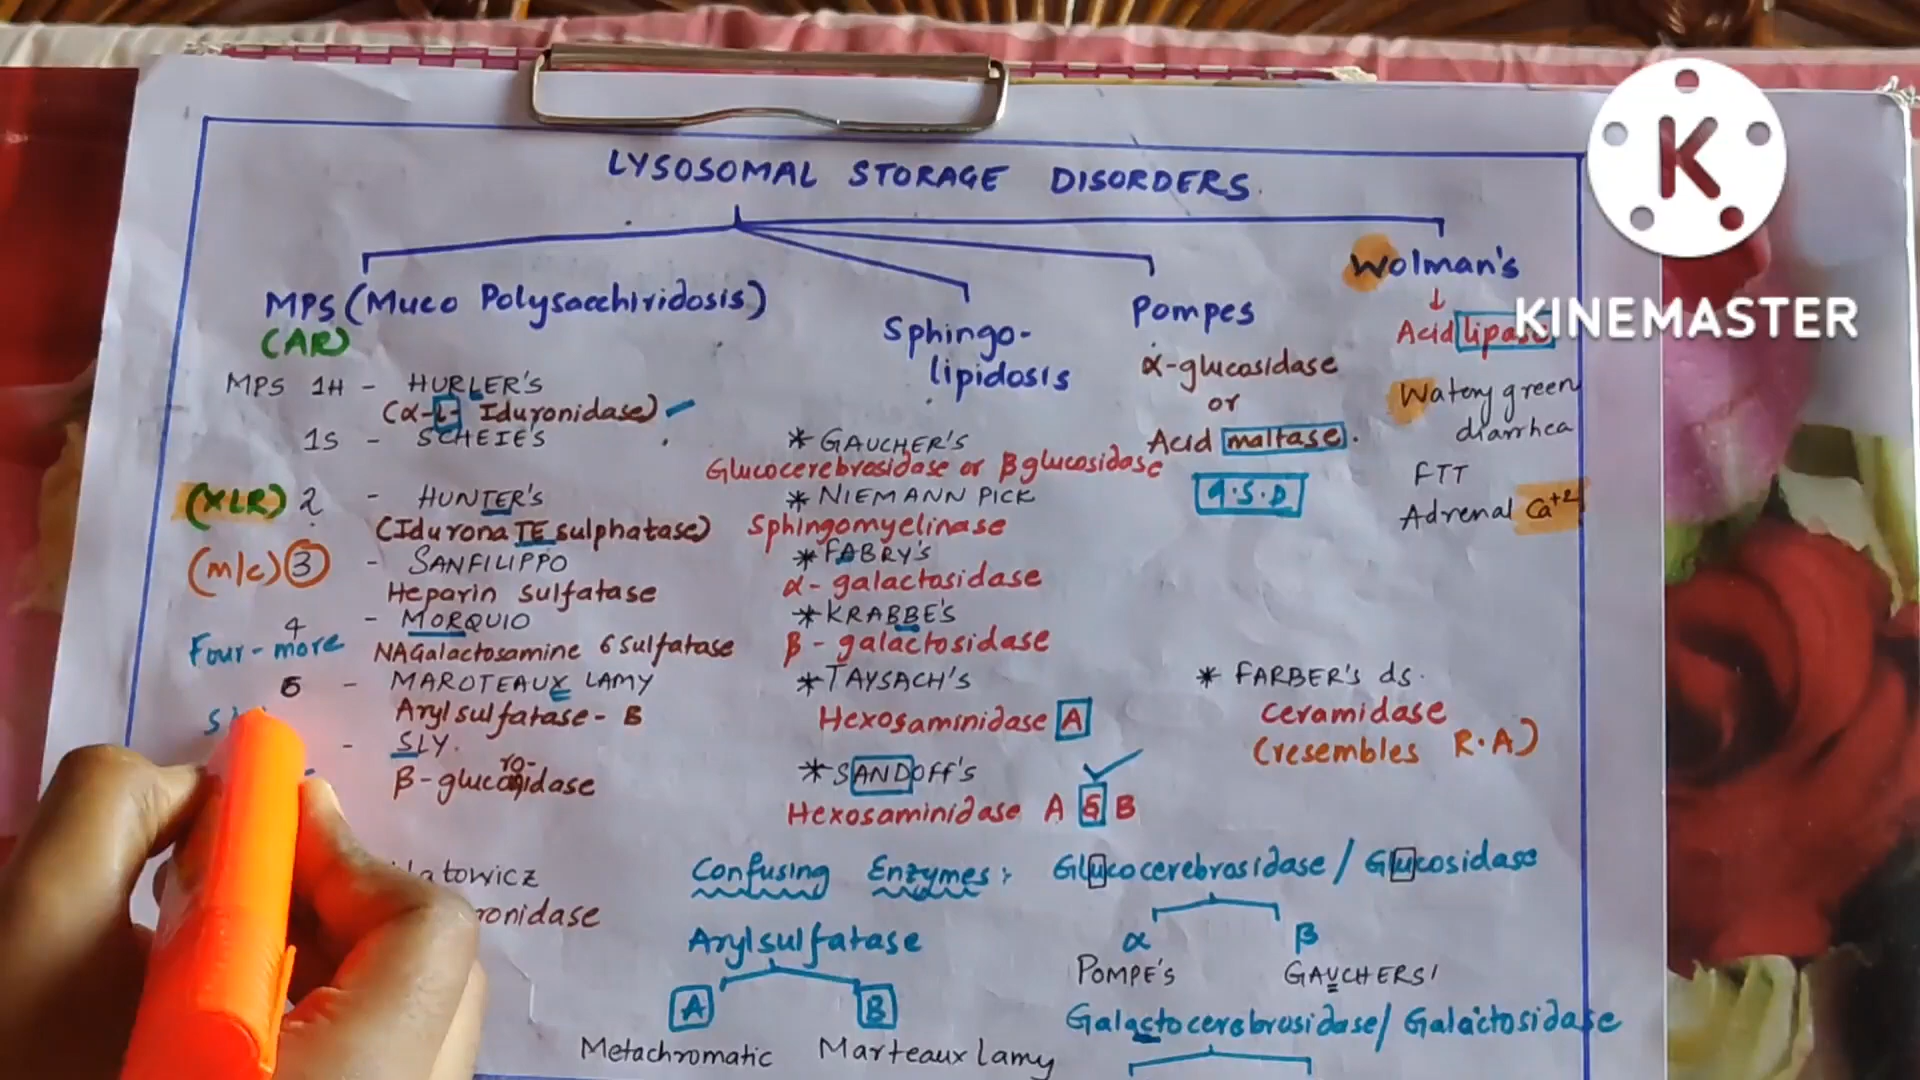 LYSOSOMAL STORAGE DISORDERS.
K
KINEMASTER
MPS (Muco Polysacchiridosis)
(AR)
MPS 1H - HURLER'S
(α-L- Iduronidase)
1S - SCHEIE'S
(XLR) 2 - HUNTER'S
(IduronaTE sulphatase)
(m/c) 3 - SANFILIPPO
Heparin sulfatase
4 - MORQUIO
Four-more NAGalactosamine 6 sulfatase
6 - MAROTEAUX LAMY
Arylsulfatase - B
- SLY.
β-glucuronidase
latowicz
ronidase
Sphingo-
lipidosis
* GAUCHER'S
Glucocerebrosidase or βglucosidase
* NIEMANN PICK
Sphingomyelinase
* FABRY'S
α- galactosidase
* KRABBE'S
β - galactosidase
* TAYSACH'S
Hexosaminidase A
* SANDOFF'S
Hexosaminidase A & B
Pompes
α-glucosidase
or
Acid maltase.
G.S.D
Wolman's
↓
Acid lipase
Watery green
diarrhea
FTT
Adrenal Ca+2
* FARBER'S ds.
Ceramidase
(resembles R.A)
Confusing Enzymes:
Arylsulfatase
A B
Metachromatic Marteaux lamy
Glucocerebrosidase / Glucosidase
α β
POMPE'S GAUCHERS'
Galactocerebrosidase/ Galactosidase